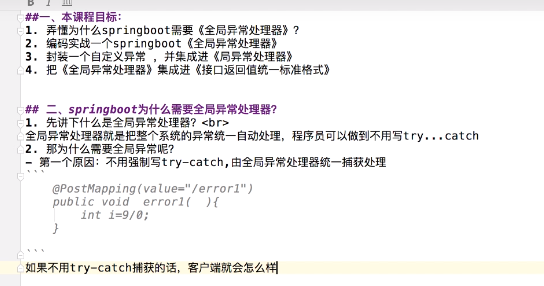 ##一、本课程目标：
1. 弄懂为什么springboot需要《全局异常处理器》？
2. 编码实战一个springboot《全局异常处理器》
3. 封装一个自定义异常 ，并集成进《局异常处理器》
4. 把《全局异常处理器》集成进《接口返回值统一标准格式》
## 二、springboot为什么需要全局异常处理器？
1. 先讲下什么是全局异常处理器？<br>
全局异常处理器就是把整个系统的异常统一自动处理，程序员可以做到不用写try...catch
2. 那为什么需要全局异常呢？
- 第一个原因：不用强制写try-catch,由全局异常处理器统一捕获处理
```
@PostMapping(value="/error1")
public void  error1(  ){
int i=9/0;
}
```
如果不用try-catch捕获的话，客户端就会怎么样